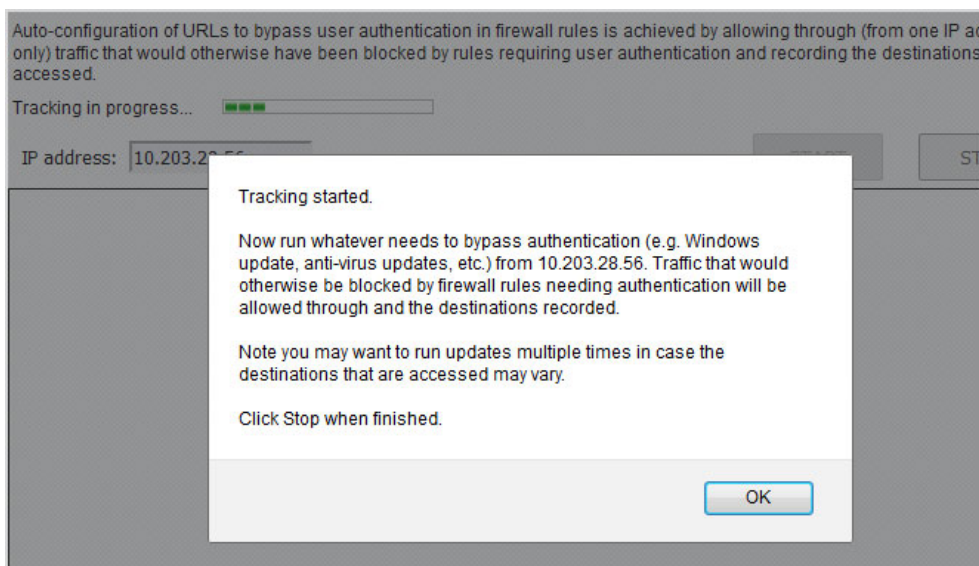 Auto-configuration of URLs to bypass user authentication in firewall rules is achieved by allowing through (from one IP
only) traffic that would otherwise have been blocked by rules requiring user authentication and recording the destinations
accessed.
Tracking in progress...
IP address: 10.203.28.56
START
Tracking started.
Now run whatever needs to bypass authentication (e.g. Windows
update, anti-virus updates, etc.) from 10.203.28.56. Traffic that would
otherwise be blocked by firewall rules needing authentication will be
allowed through and the destinations recorded.
Note you may want to run updates multiple times in case the
destinations that are accessed may vary.
Click Stop when finished.
OK